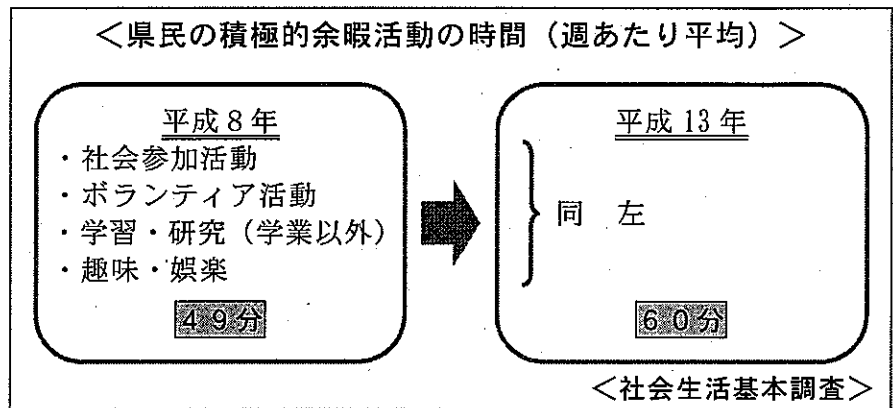 ＜県民の積極的余暇活動の時間（週あたり平均）＞
平成8年
・社会参加活動
・ボランティア活動
・学習・研究（学業以外）
・趣味・娯楽
４９分
平成 13 年
同　左
６０分
＜社会生活基本調査＞